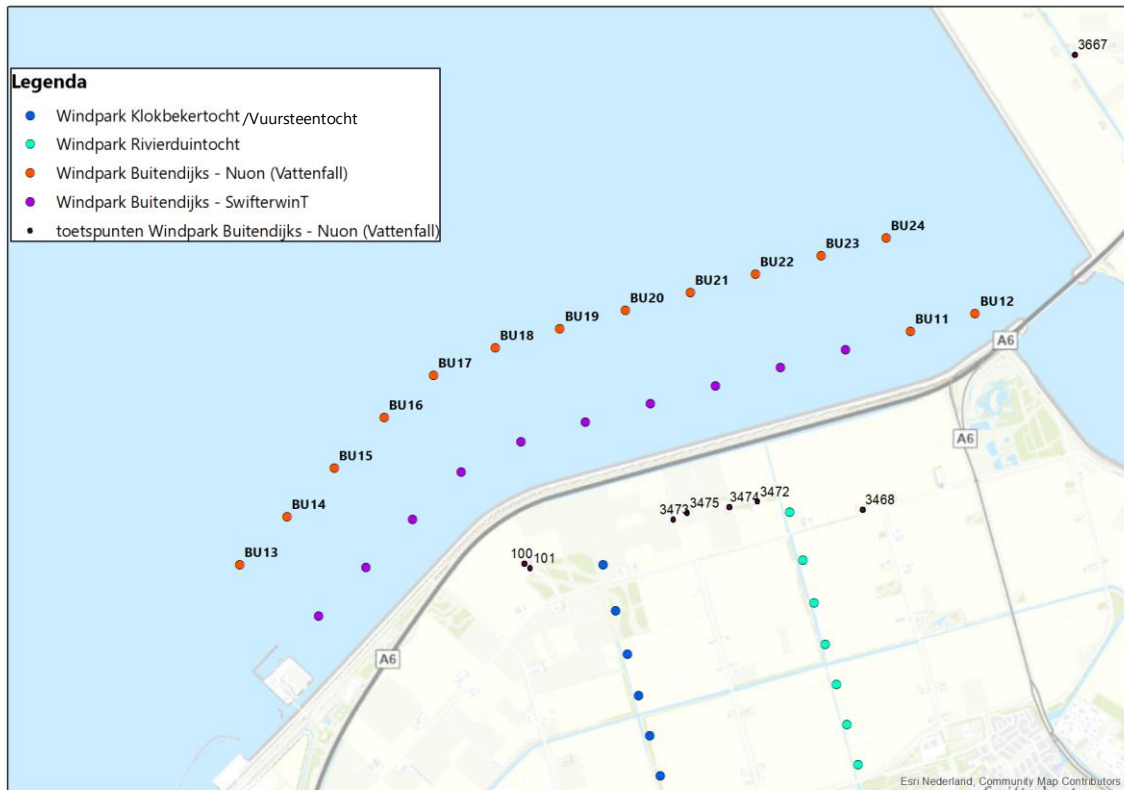 3667
Legenda
Windpark Klokbekertocht /Vuursteentocht
Windpark Rivierduintocht
Windpark Buitendijks - Nuon (Vattenfall)
Windpark Buitendijks - SwifterwinT
toetspunten Windpark Buitendijks - Nuon (Vattenfall)
BU24
BU23
BU22
BU21
BU20
BU19
BU18
BU17
BU16
BU15
BU14
BU13
BU12
BU11
A6
A6
A6
3472
3474
3475
3473
3468
100
101
Esri Nederland, Community Map Contributors